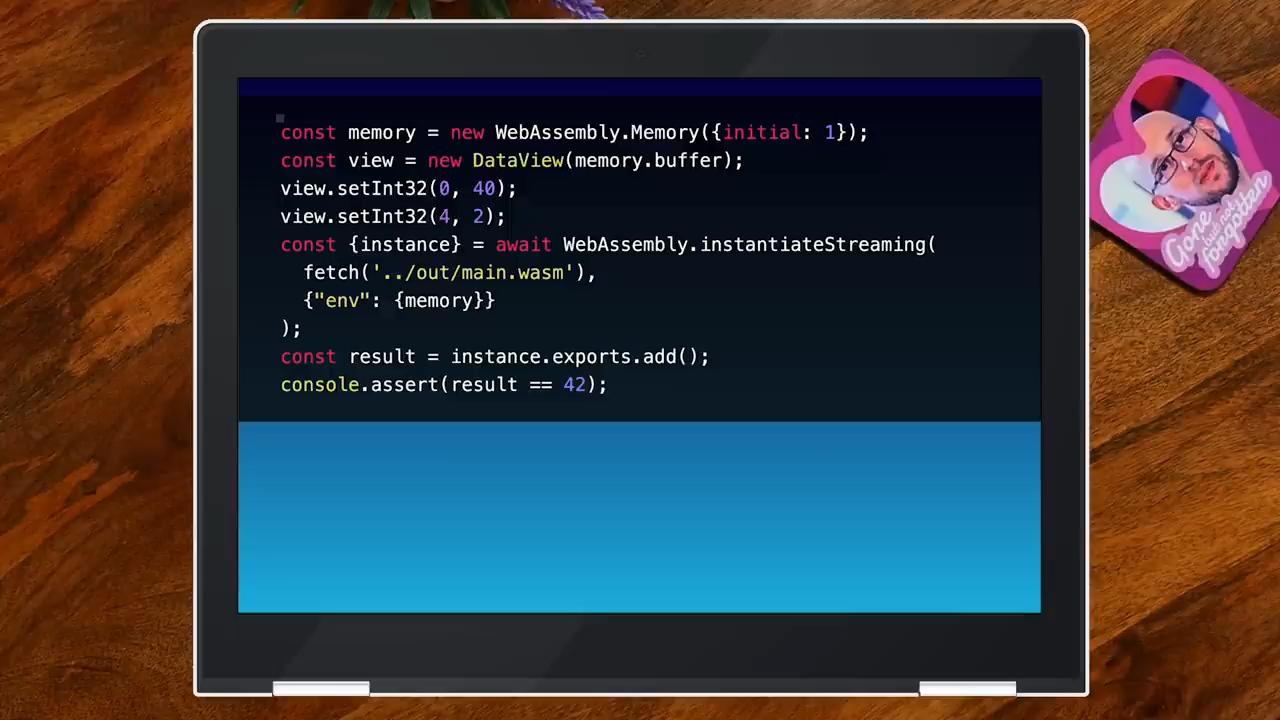 const memory = new WebAssembly.Memory({initial: 1});
const view = new DataView(memory.buffer);
view.setInt32(0, 40);
view.setInt32(4, 2);
const {instance} = await WebAssembly.instantiateStreaming(
  fetch('../out/main.wasm'),
  {"env": {memory}}
);
const result = instance.exports.add();
console.assert(result == 42);
Gone
but not
forgotten